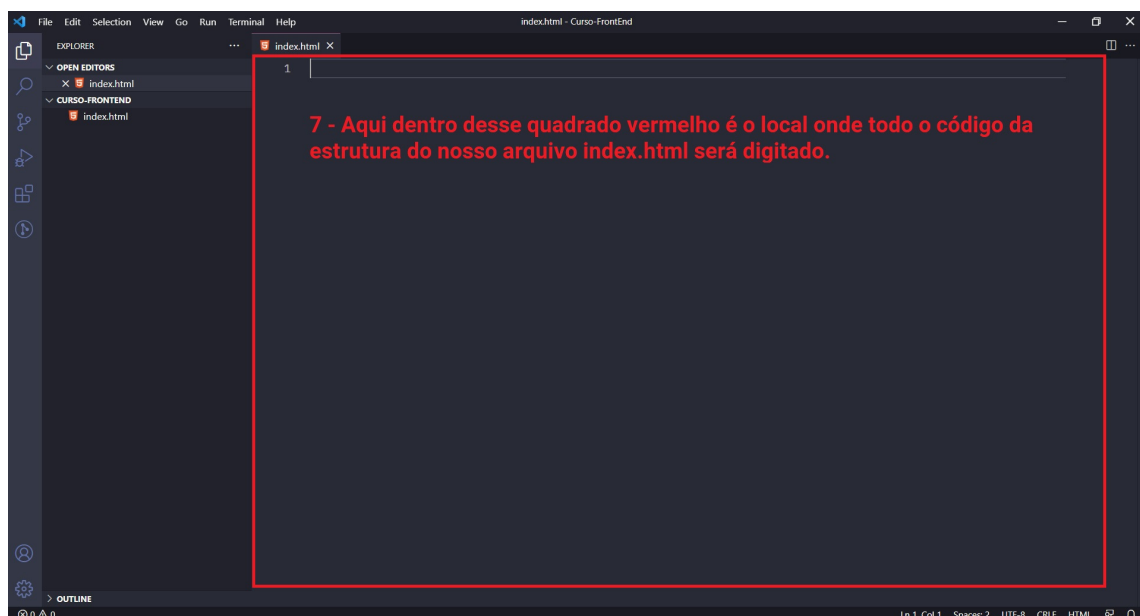 File Edit Selection View Go Run Terminal Help
index.html - Curso-FrontEnd
EXPLORER
index.html
OPEN EDITORS
index.html
CURSO-FRONTEND
index.html
1
7 - Aqui dentro desse quadrado vermelho é o local onde todo o código da
estrutura do nosso arquivo index.html será digitado.
OUTLINE
0 0
Ln 1, Col 1 Spaces: 2 UTF-8 CRLF HTML